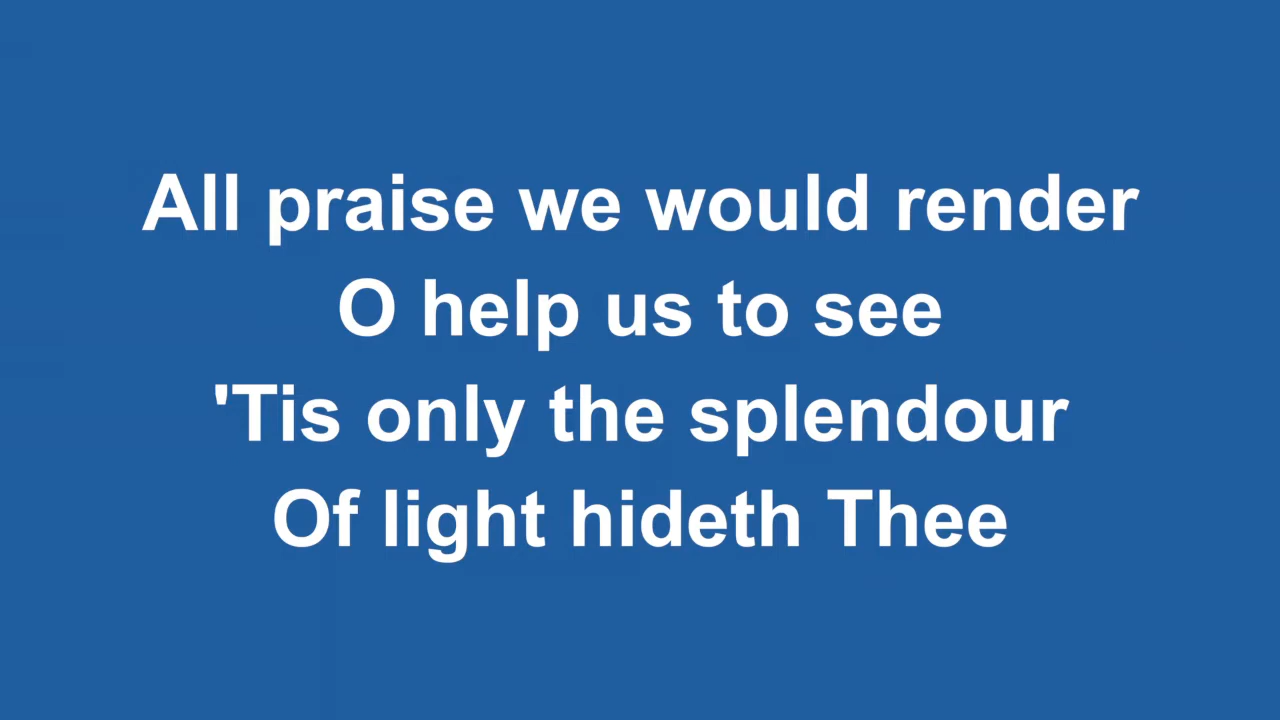 All praise we would render
O help us to see
'Tis only the splendour
Of light hideth Thee